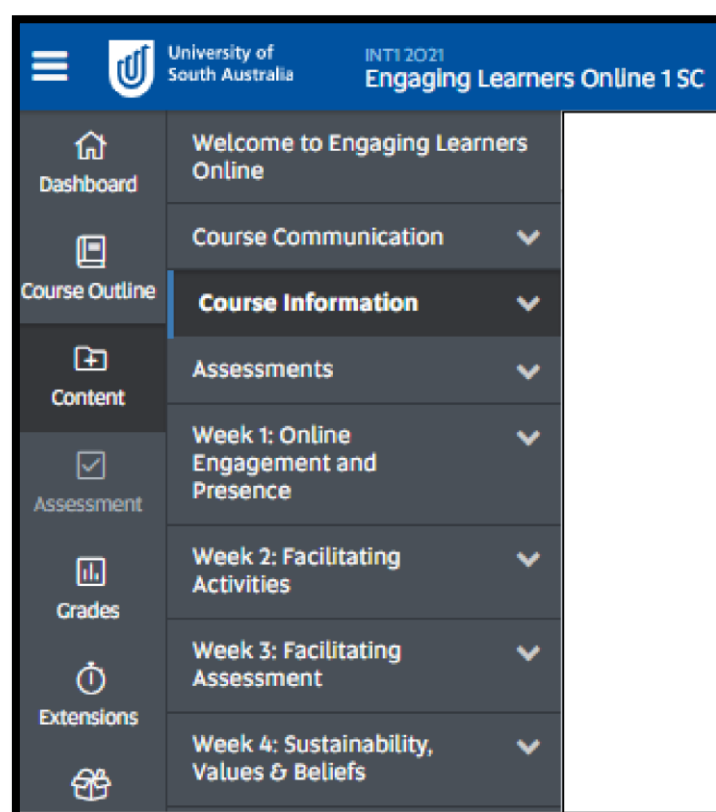 University of
South Australia
INT1 2021
Engaging Learners Online 1 SC
Dashboard
Course Outline
Content
Assessment
Grades
Extensions
Welcome to Engaging Learners
Online
Course Communication
Course Information
Assessments
Week 1: Online
Engagement and
Presence
Week 2: Facilitating
Activities
Week 3: Facilitating
Assessment
Week 4: Sustainability,
Values & Beliefs